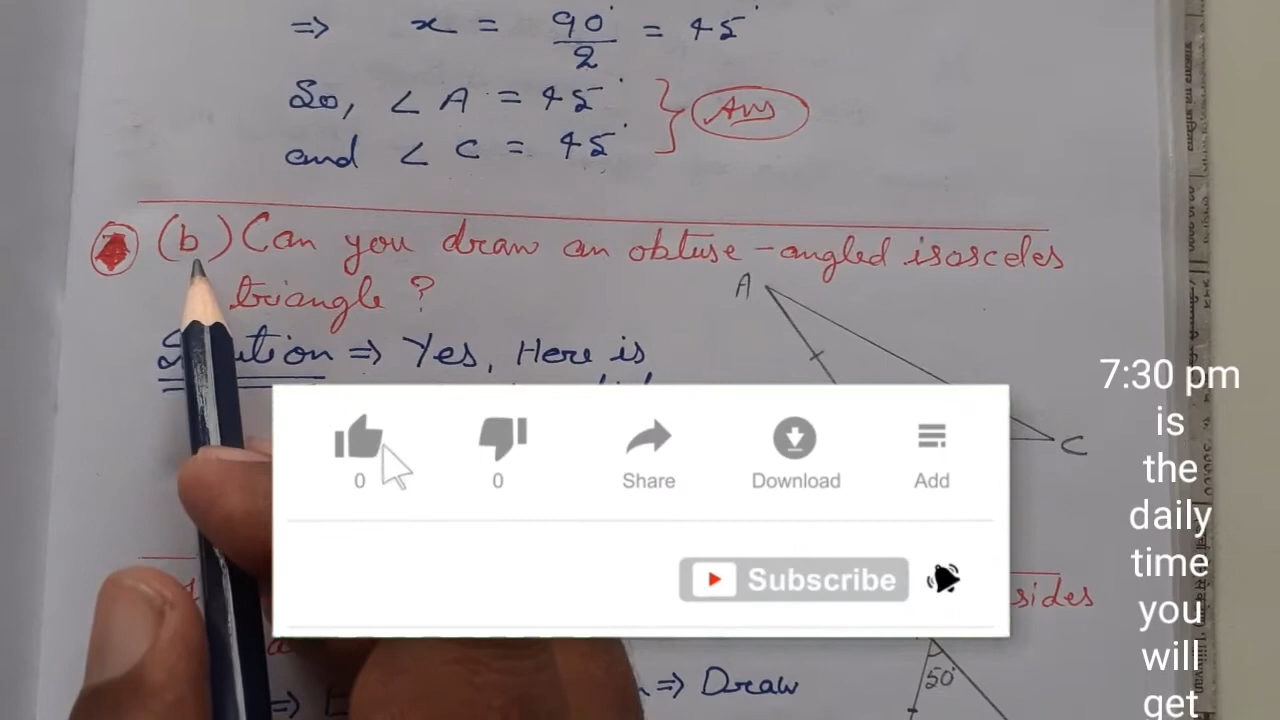 => x = 90°/2 = 45°
So, ∠A = 45°
and ∠C = 45° } Ans
(b) Can you draw an obtuse-angled isosceles
triangle ?
A
Solution => Yes, Here is
C
0 0 Share Download Add
Subscribe
sides
=> Draw
50°
7:30 pm
is
the
daily
time
you
will
get